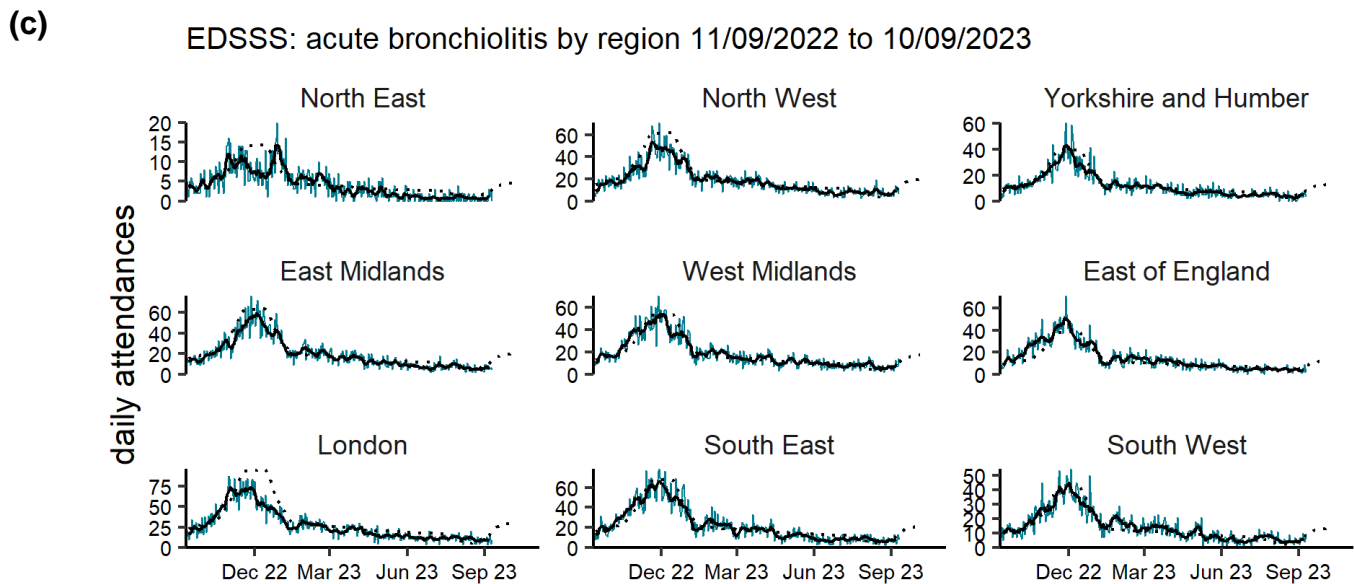 (c)
EDSSS: acute bronchiolitis by region 11/09/2022 to 10/09/2023
daily attendances
North East
20
15
10
5
0
North West
60
40
20
0
Yorkshire and Humber
60
40
20
0
East Midlands
60
40
20
0
West Midlands
60
40
20
0
East of England
60
40
20
0
London
75
50
25
0
South East
60
40
20
0
South West
50
40
30
20
10
0
Dec 22 Mar 23 Jun 23 Sep 23
Dec 22 Mar 23 Jun 23 Sep 23
Dec 22 Mar 23 Jun 23 Sep 23